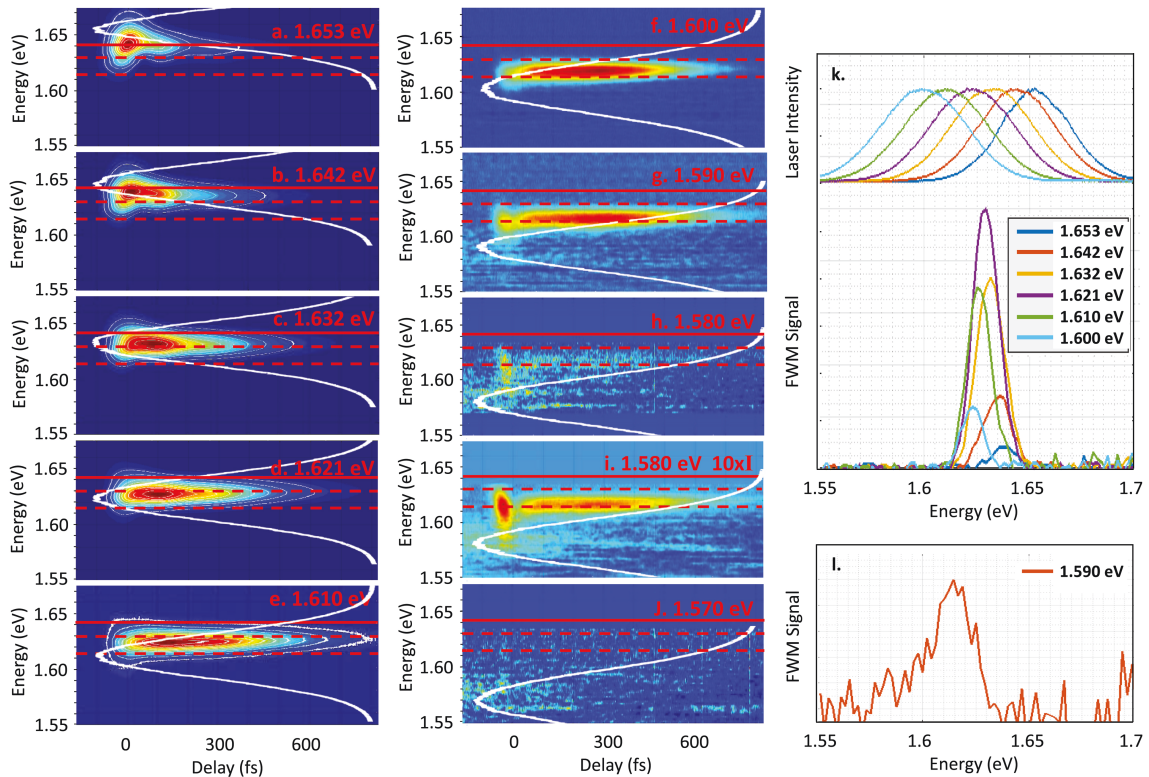 a. 1.653 eV
1.65
1.60
1.55
Energy (eV)
b. 1.642 eV
1.65
1.60
1.55
Energy (eV)
c. 1.632 eV
1.65
1.60
1.55
Energy (eV)
d. 1.621 eV
1.65
1.60
1.55
Energy (eV)
e. 1.610 eV
1.65
1.60
1.55
Energy (eV)
0 300 600
Delay (fs)
f. 1.600 eV
1.65
1.60
1.55
Energy (eV)
g. 1.590 eV
1.65
1.60
1.55
Energy (eV)
h. 1.580 eV
1.65
1.60
1.55
Energy (eV)
i. 1.580 eV 10xI
1.65
1.60
1.55
Energy (eV)
J. 1.570 eV
1.65
1.60
1.55
Energy (eV)
0 300 600
Delay (fs)
k.
Laser Intensity
FWM Signal
1.653 eV
1.642 eV
1.632 eV
1.621 eV
1.610 eV
1.600 eV
1.55 1.6 1.65 1.7
Energy (eV)
l.
1.590 eV
FWM Signal
1.55 1.6 1.65 1.7
Energy (eV)